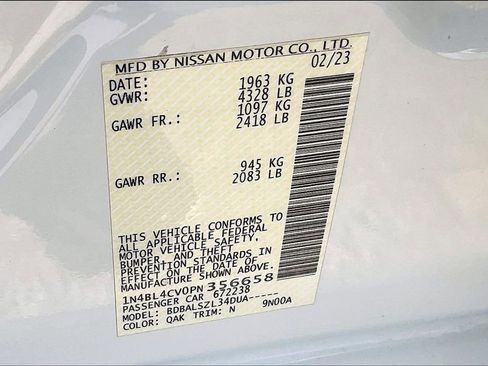 MFD BY NISSAN MOTOR CO., LTD.
DATE: 02/23
GVWR: 1963 KG
4328 LB
GAWR FR.: 1097 KG
2418 LB
GAWR RR.: 945 KG
2083 LB
THIS VEHICLE CONFORMS TO
ALL APPLICABLE FEDERAL
MOTOR VEHICLE SAFETY,
BUMPER, AND THEFT
PREVENTION STANDARDS IN
EFFECT ON THE DATE OF
MANUFACTURE SHOWN ABOVE.
1N4BL4CV0PN 356658
PASSENGER CAR 672238
MODEL: BDBALSZL34DUA-----
COLOR: QAK TRIM: N 9N00A